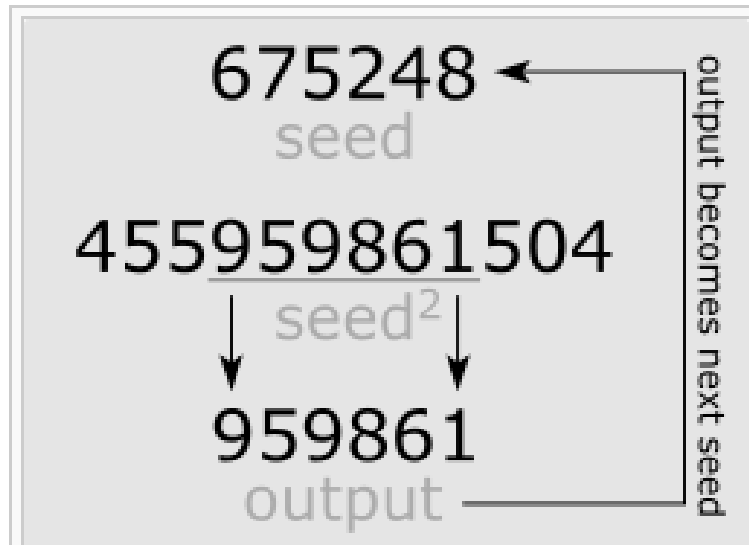 675248
seed
455959861504
seed²
959861
output
output becomes next seed